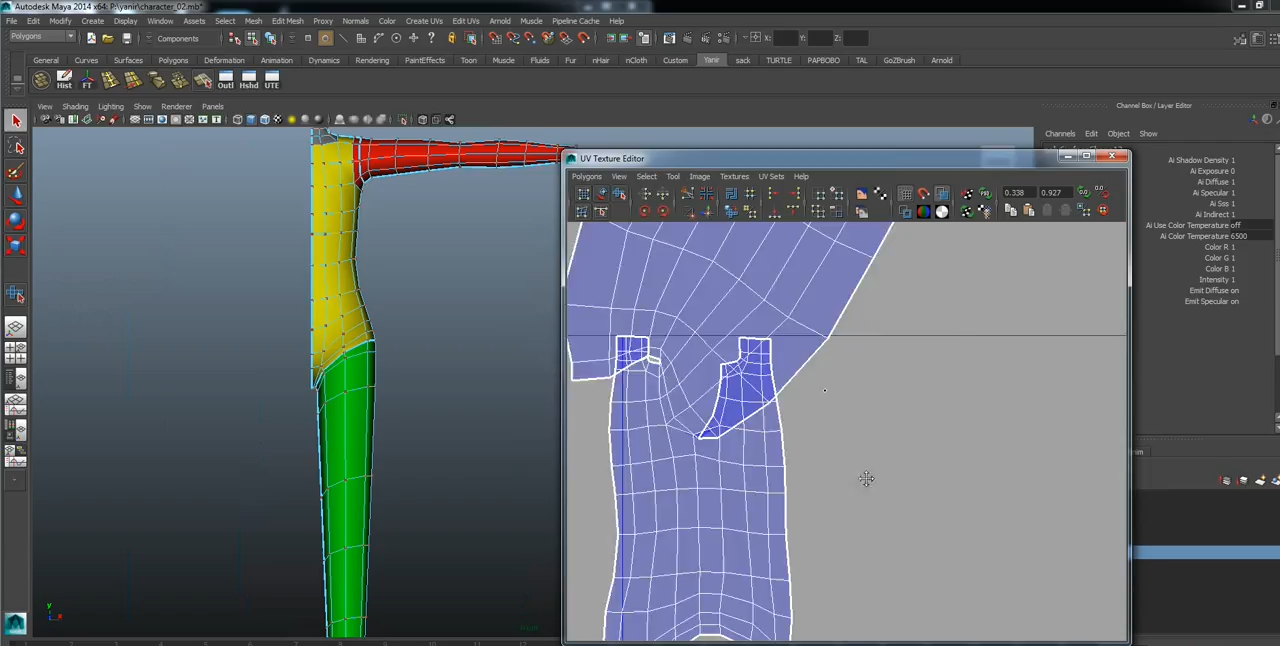 Autodesk Maya 2014 x64: P:\yanir\character_02.mb*
File Edit Modify Create Display Window Assets Select Mesh Edit Mesh Proxy Normals Color Create UVs Edit UVs Arnold Muscle Pipeline Cache Help
Polygons Components X: Y: Z:
General Curves Surfaces Polygons Deformation Animation Dynamics Rendering PaintEffects Toon Muscle Fluids Fur nHair nCloth Custom Yanir sack TURTLE PAPBOBO TAL GoZBrush Arnold
Hist FT Outl Hshd UTE
View Shading Lighting Show Renderer Panels
Channel Box / Layer Editor
Channels Edit Object Show
Ai Shadow Density 1
Ai Exposure 0
Ai Diffuse 1
Ai Specular 1
Ai Sss 1
Ai Indirect 1
Ai Use Color Temperature off
Ai Color Temperature 6500
Color R 1
Color G 1
Color B 1
Intensity 1
Emit Diffuse on
Emit Specular on
UV Texture Editor
Polygons View Select Tool Image Textures UV Sets Help
0.338 0.927
y
x